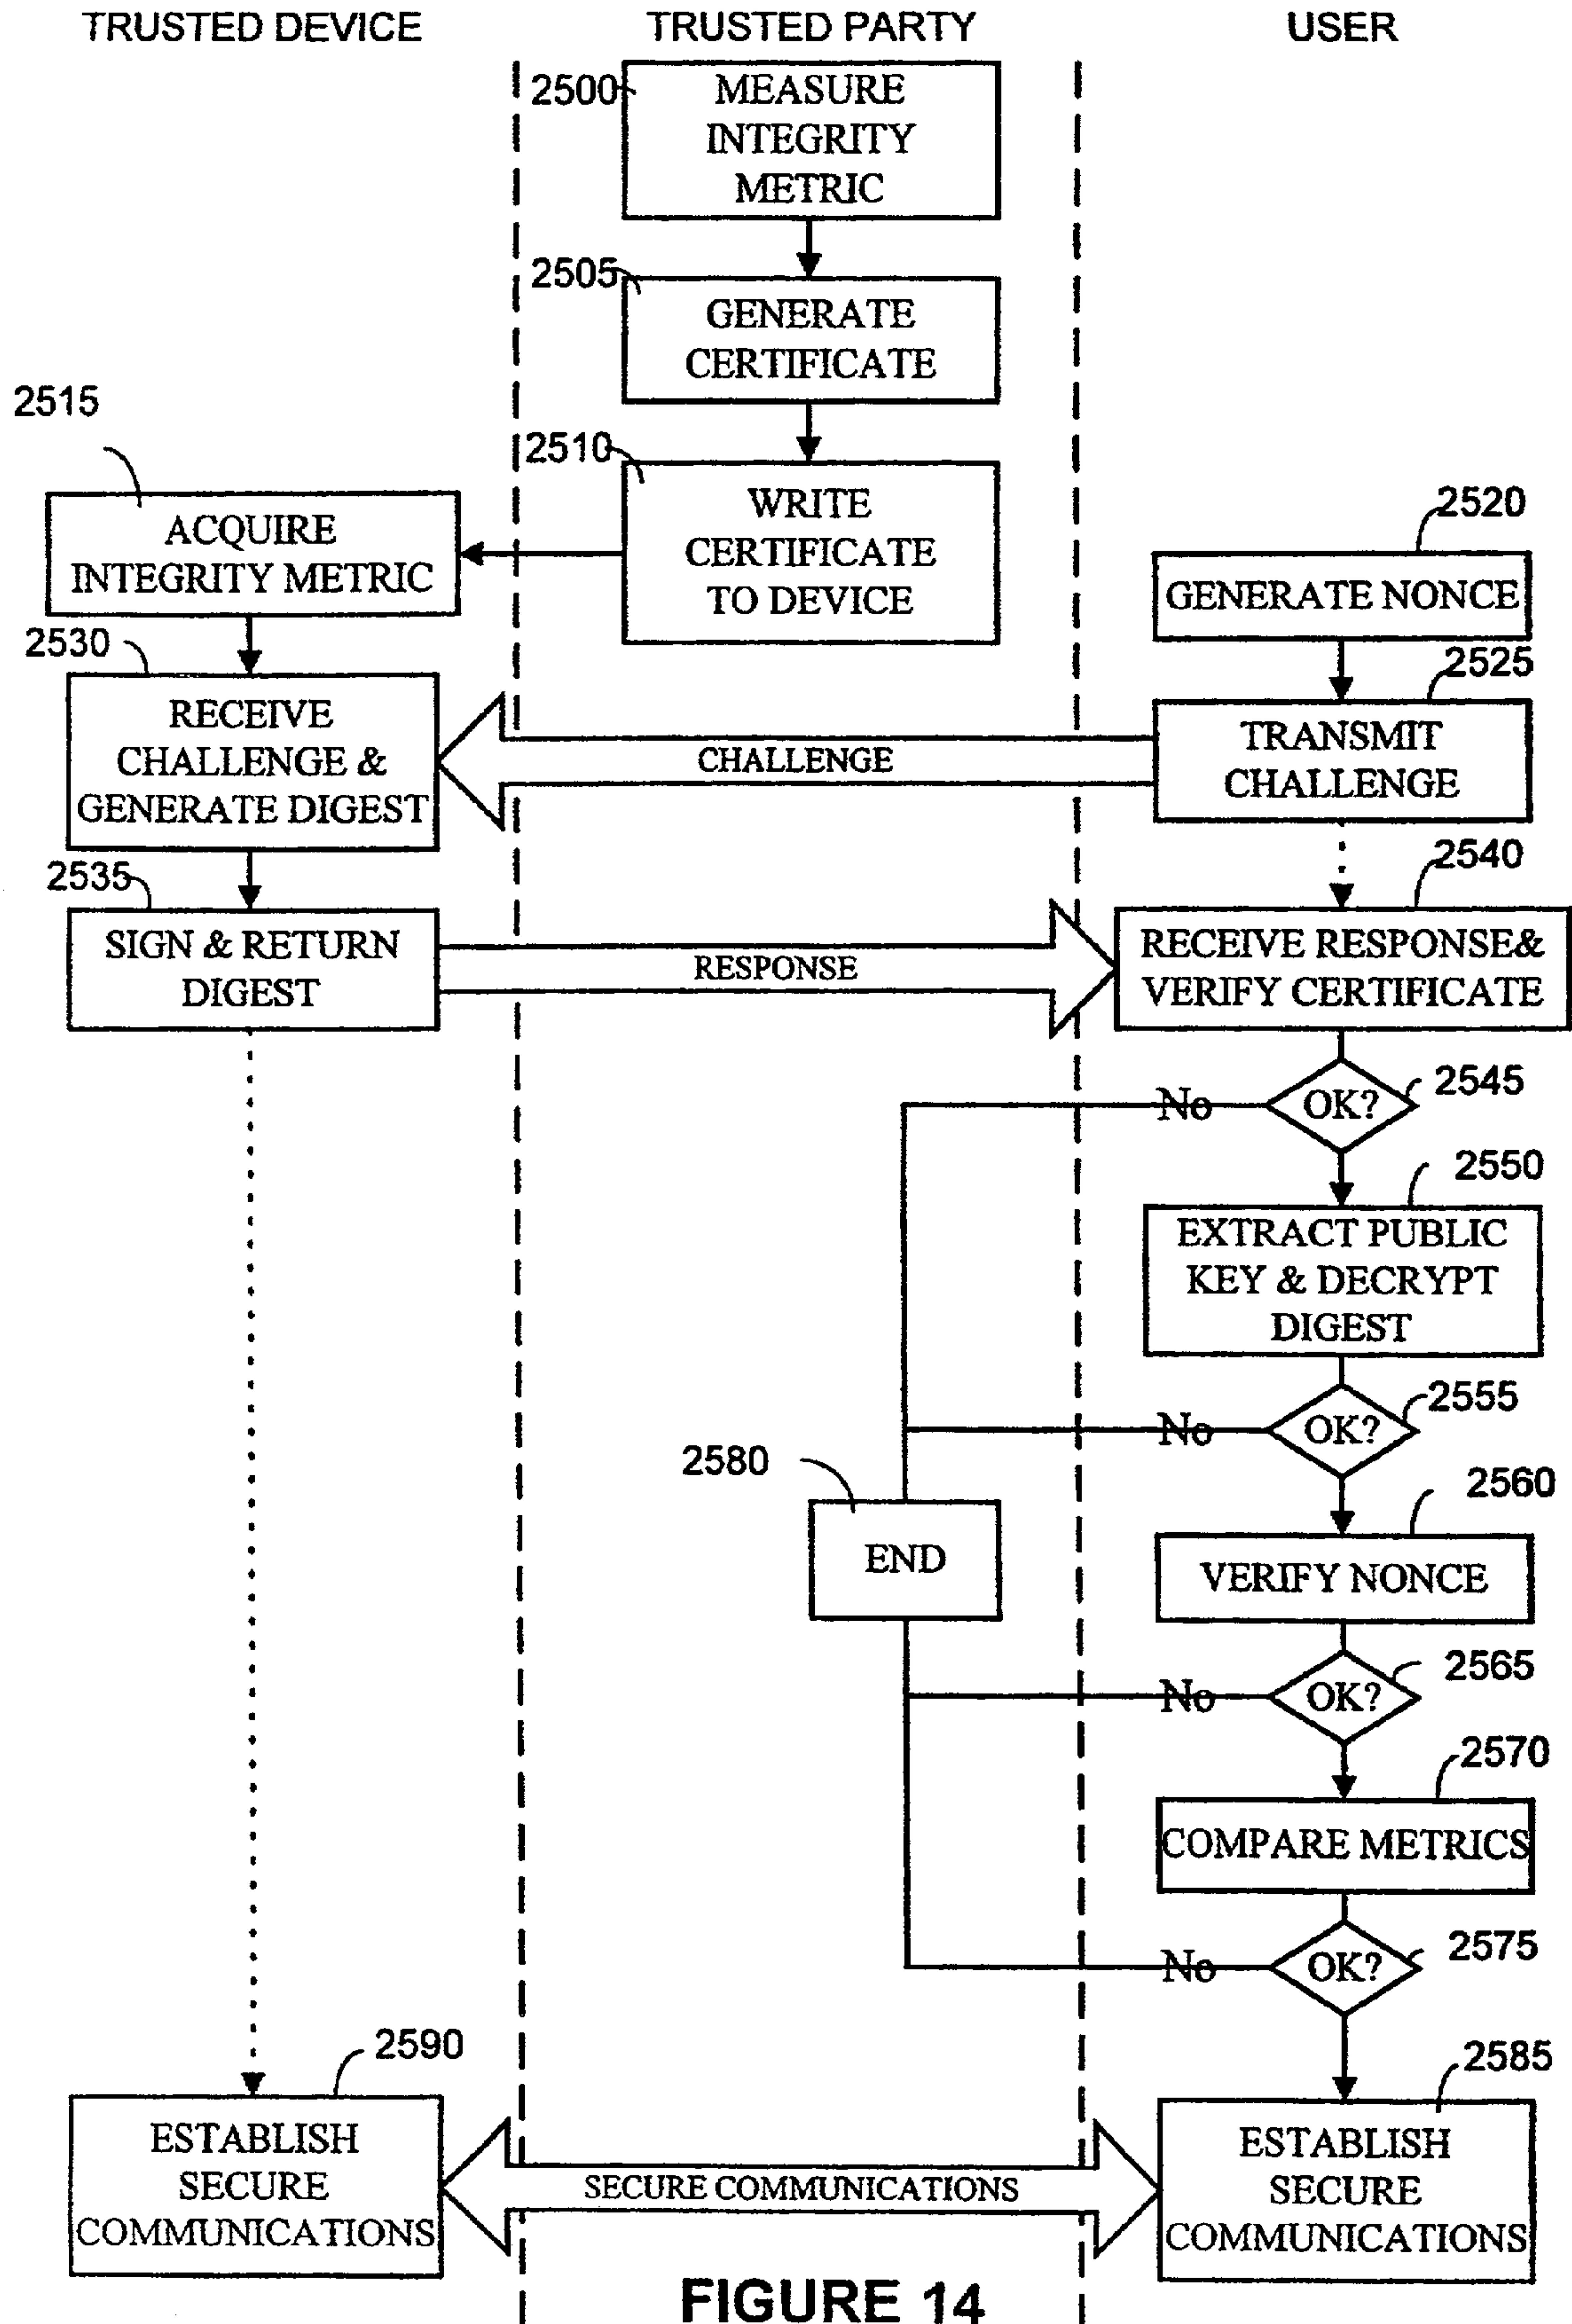 TRUSTED DEVICE
TRUSTED PARTY
USER
2500
MEASURE
INTEGRITY
METRIC
2505
GENERATE
CERTIFICATE
2510
WRITE
CERTIFICATE
TO DEVICE
2515
ACQUIRE
INTEGRITY METRIC
2520
GENERATE NONCE
2525
TRANSMIT
CHALLENGE
CHALLENGE
2530
RECEIVE
CHALLENGE &
GENERATE DIGEST
2535
SIGN & RETURN
DIGEST
RESPONSE
2540
RECEIVE RESPONSE&
VERIFY CERTIFICATE
2545
OK?
No
2550
EXTRACT PUBLIC
KEY & DECRYPT
DIGEST
2555
OK?
No
2580
END
2560
VERIFY NONCE
2565
OK?
No
2570
COMPARE METRICS
2575
OK?
No
2590
ESTABLISH
SECURE
COMMUNICATIONS
SECURE COMMUNICATIONS
2585
ESTABLISH
SECURE
COMMUNICATIONS
FIGURE 14